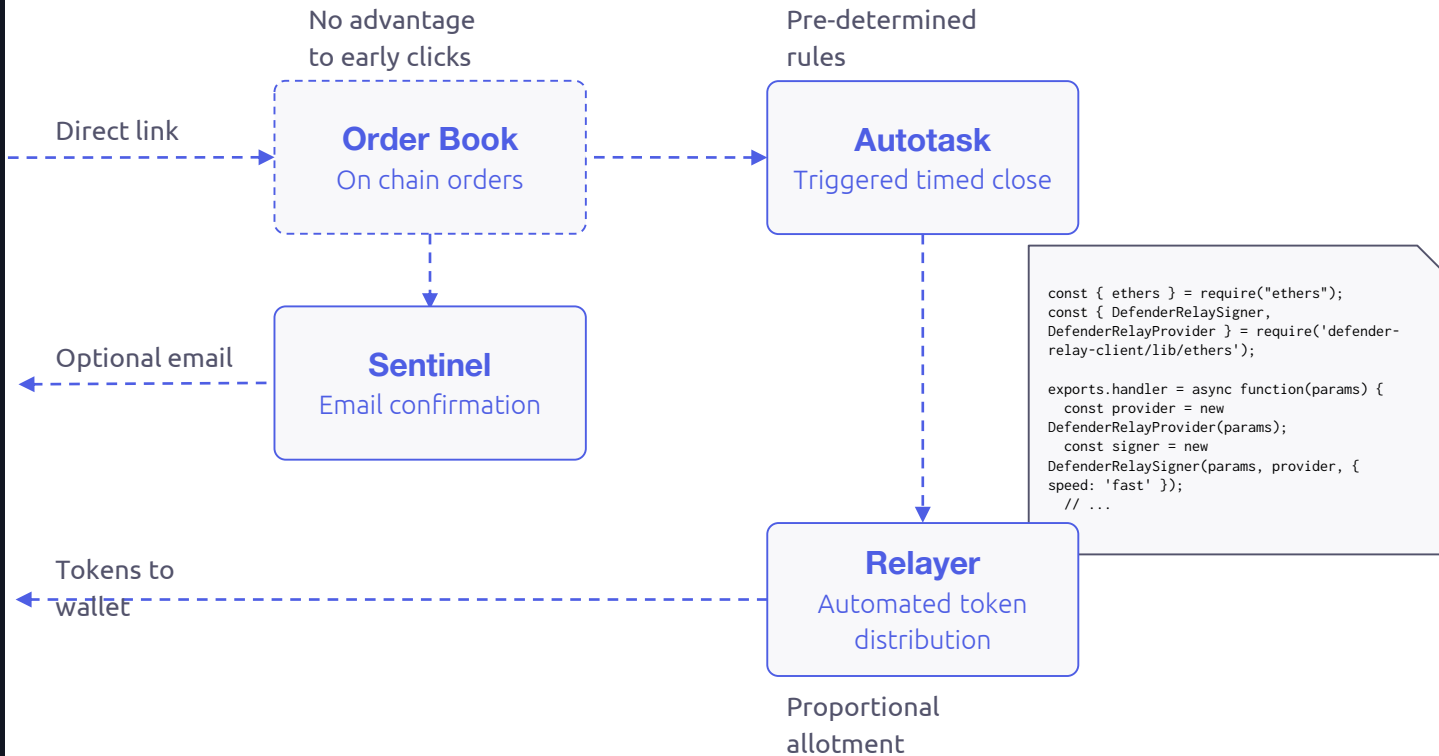 No advantage
to early clicks
Pre-determined
rules
Direct link
Order Book
On chain orders
Autotask
Triggered timed close
Optional email
Sentinel
Email confirmation
const { ethers } = require("ethers");
const { DefenderRelaySigner,
DefenderRelayProvider } = require('defender-
relay-client/lib/ethers');
exports.handler = async function(params) {
  const provider = new
DefenderRelayProvider(params);
  const signer = new
DefenderRelaySigner(params, provider, {
speed: 'fast' });
  // ...
Tokens to
wallet
Relayer
Automated token
distribution
Proportional
allotment